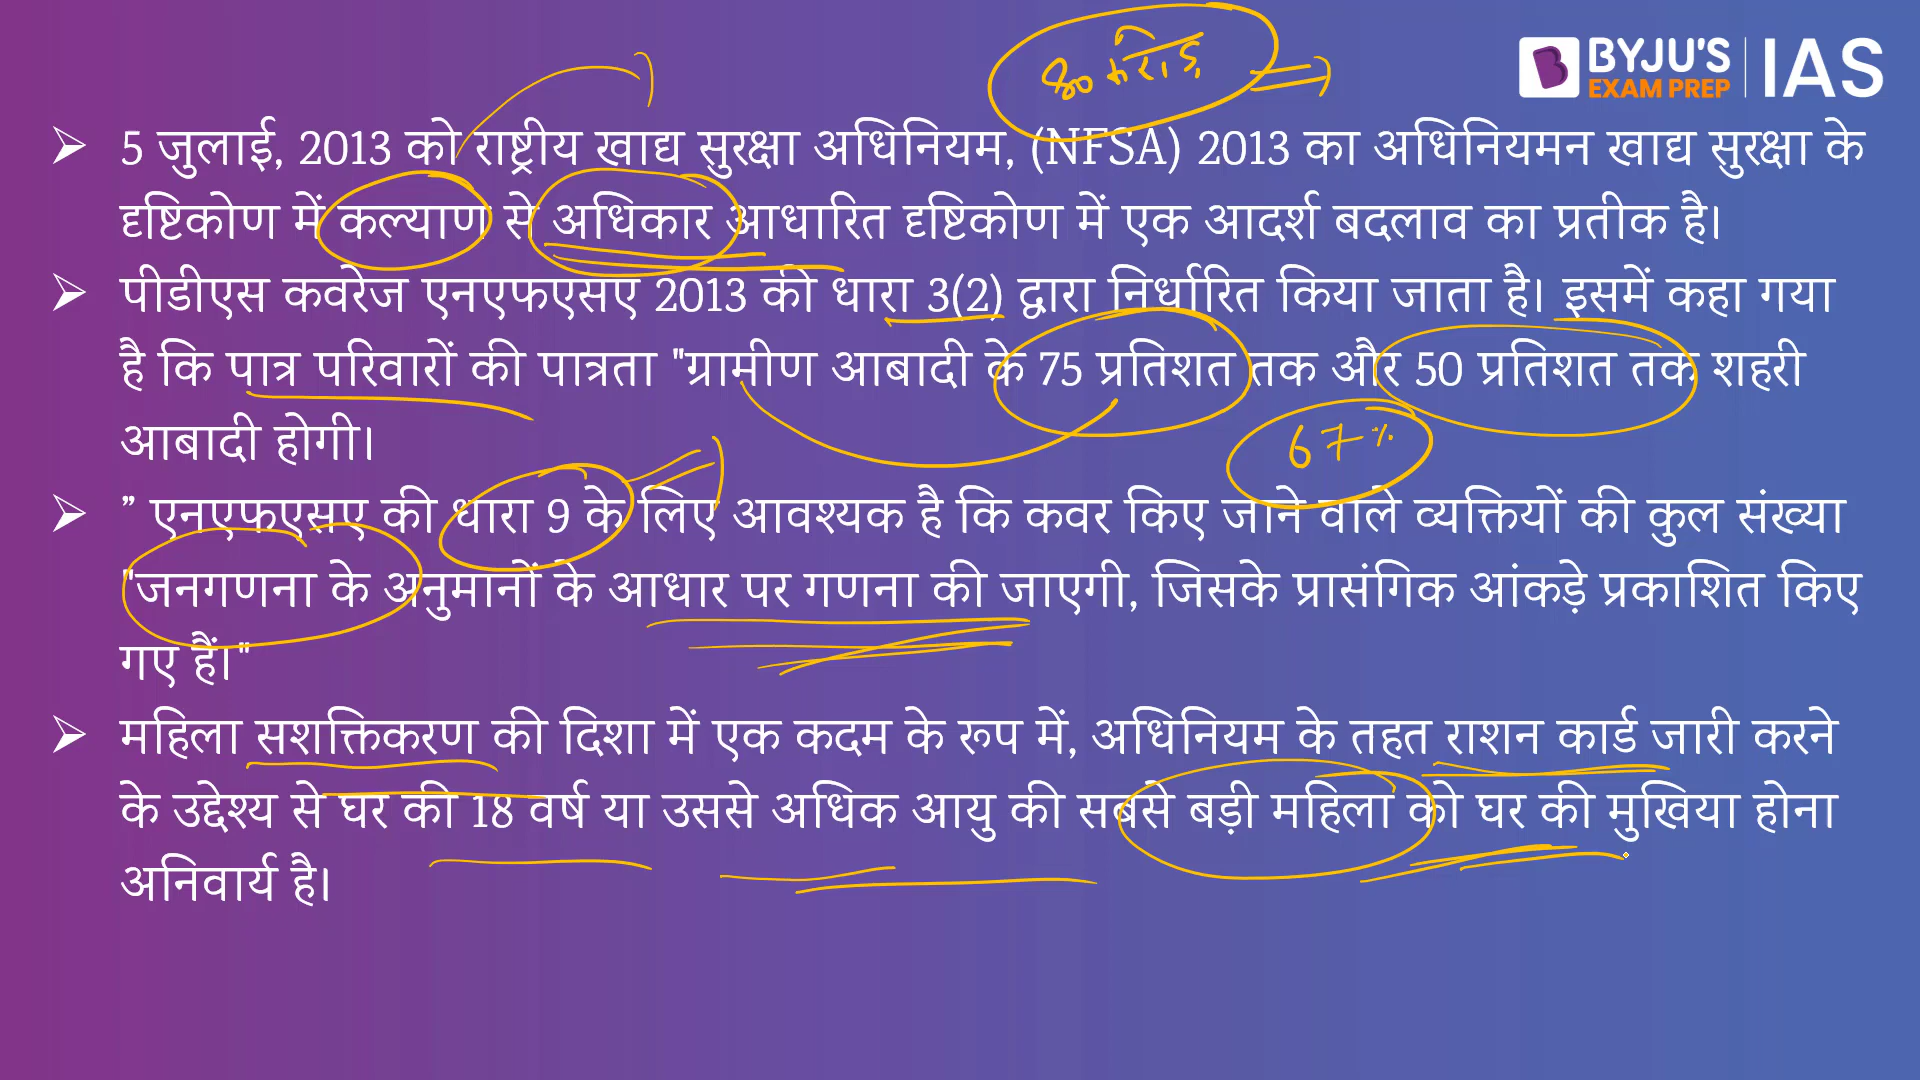 80 करोड़
BYJU'S
EXAM PREP
IAS
➢ 5 जुलाई, 2013 को राष्ट्रीय खाद्य सुरक्षा अधिनियम, (NFSA) 2013 का अधिनियमन खाद्य सुरक्षा के
दृष्टिकोण में कल्याण से अधिकार आधारित दृष्टिकोण में एक आदर्श बदलाव का प्रतीक है।
➢ पीडीएस कवरेज एनएफएसए 2013 की धारा 3(2) द्वारा निर्धारित किया जाता है। इसमें कहा गया
है कि पात्र परिवारों की पात्रता "ग्रामीण आबादी के 75 प्रतिशत तक और 50 प्रतिशत तक शहरी
आबादी होगी।
67%
➢ ” एनएफएसए की धारा 9 के लिए आवश्यक है कि कवर किए जाने वाले व्यक्तियों की कुल संख्या
"जनगणना के अनुमानों के आधार पर गणना की जाएगी, जिसके प्रासंगिक आंकड़े प्रकाशित किए
गए हैं।"
➢ महिला सशक्तिकरण की दिशा में एक कदम के रूप में, अधिनियम के तहत राशन कार्ड जारी करने
के उद्देश्य से घर की 18 वर्ष या उससे अधिक आयु की सबसे बड़ी महिला को घर की मुखिया होना
अनिवार्य है।